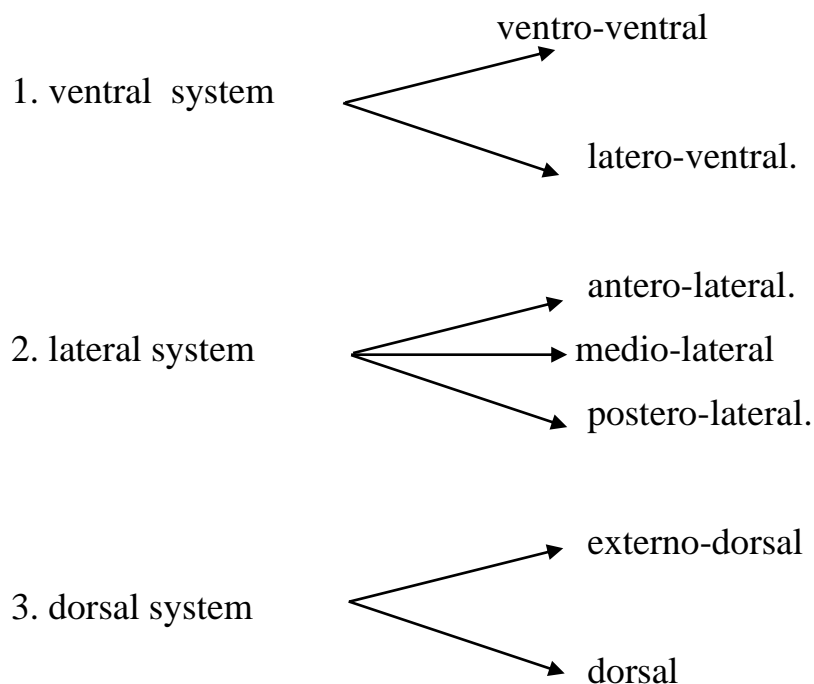 ventro-ventral
1. ventral system
latero-ventral.
antero-lateral.
2. lateral system
medio-lateral
postero-lateral.
externo-dorsal
3. dorsal system
dorsal